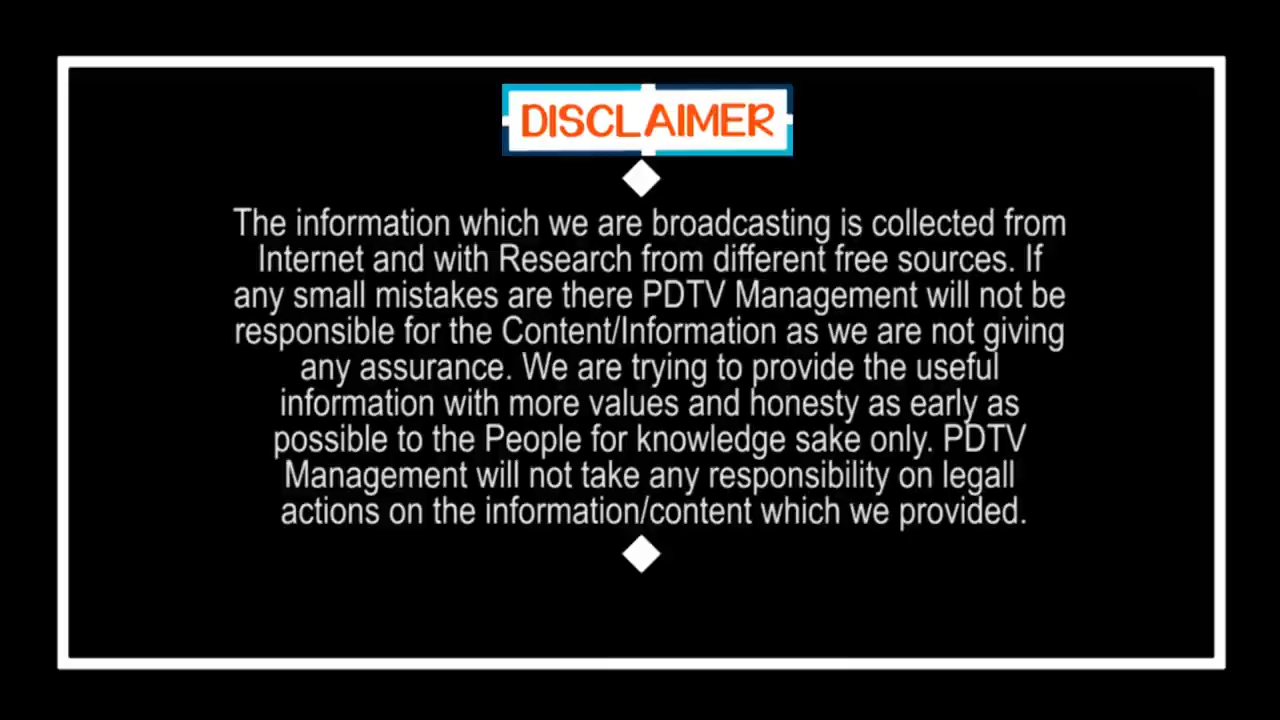 DISCLAIMER
The information which we are broadcasting is collected from
Internet and with Research from different free sources. If
any small mistakes are there PDTV Management will not be
responsible for the Content/Information as we are not giving
any assurance. We are trying to provide the useful
information with more values and honesty as early as
possible to the People for knowledge sake only. PDTV
Management will not take any responsibility on legall
actions on the information/content which we provided.